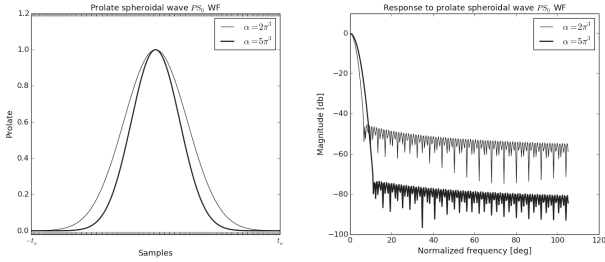 Prolate spheroidal wave PS₀ WF
α=2π³
α=5π³
Prolate
1.2
1.0
0.8
0.6
0.4
0.2
0.0
Samples
Response to prolate spheroidal wave PS₀ WF
α=2π³
α=5π³
Magnitude [db]
0
−20
−40
−60
−80
−100
0 20 40 60 80 100 120
Normalized frequency [deg]